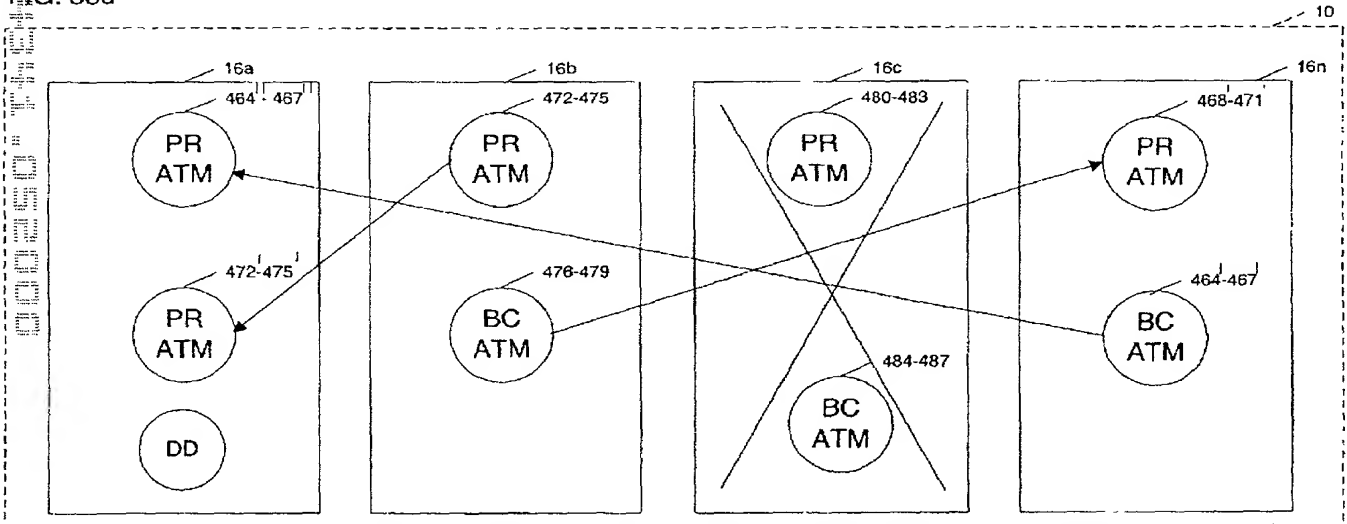 10
16a
16b
16c
16n
464''-467''
472-475
480-483
468'-471'
PR
ATM
PR
ATM
PR
ATM
PR
ATM
472'-475'
476-479
464'-467'
PR
ATM
BC
ATM
BC
ATM
484-487
BC
ATM
DD